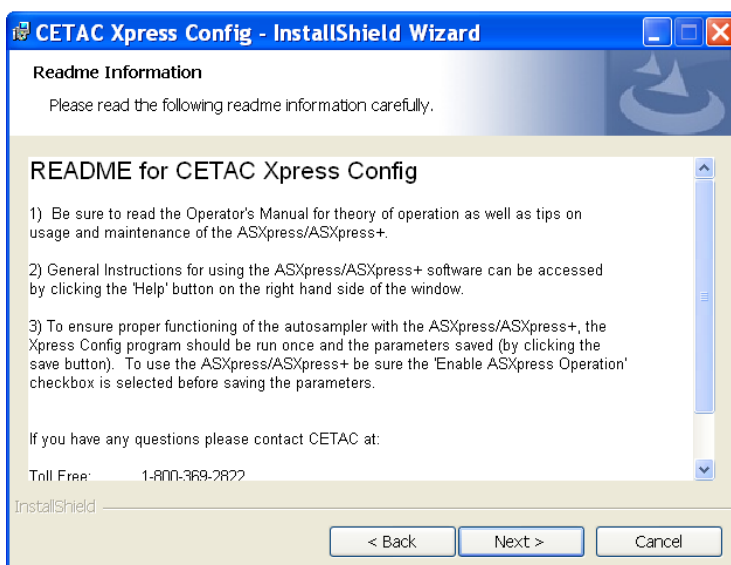 CETAC Xpress Config - InstallShield Wizard
Readme Information
Please read the following readme information carefully.
README for CETAC Xpress Config
1) Be sure to read the Operator's Manual for theory of operation as well as tips on
usage and maintenance of the ASXpress/ASXpress+.
2) General Instructions for using the ASXpress/ASXpress+ software can be accessed
by clicking the 'Help' button on the right hand side of the window.
3) To ensure proper functioning of the autosampler with the ASXpress/ASXpress+, the
Xpress Config program should be run once and the parameters saved (by clicking the
save button). To use the ASXpress/ASXpress+ be sure the 'Enable ASXpress Operation'
checkbox is selected before saving the parameters.
If you have any questions please contact CETAC at:
Toll Free: 1-800-369-2822
InstallShield
< Back Next > Cancel